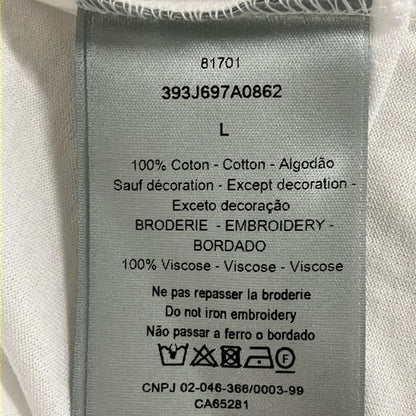 81701
393J697A0862
L
100% Coton - Cotton - Algodão
Sauf décoration - Except decoration -
Exceto decoração
BRODERIE - EMBROIDERY -
BORDADO
100% Viscose - Viscose - Viscose
Ne pas repasser la broderie
Do not iron embroidery
Não passar a ferro o bordado
CNPJ 02-046-366/0003-99
CA65281